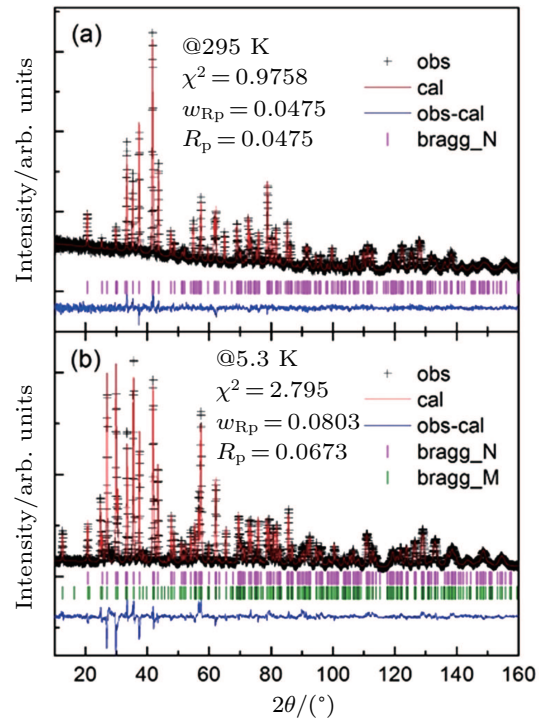 (a)
@295 K
χ² = 0.9758
wRp = 0.0475
Rp = 0.0475
obs
cal
obs-cal
bragg_N
Intensity/arb. units
(b)
@5.3 K
χ² = 2.795
wRp = 0.0803
Rp = 0.0673
obs
cal
obs-cal
bragg_N
bragg_M
Intensity/arb. units
20 40 60 80 100 120 140 160
2θ/(°)